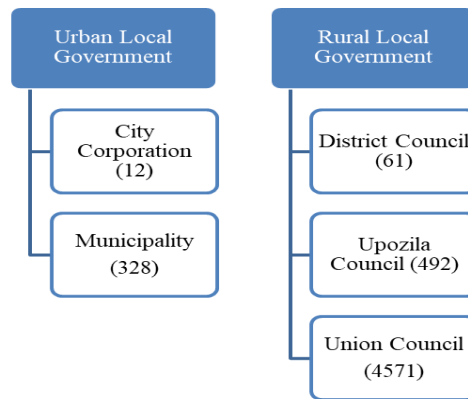 Urban Local
Government
City
Corporation
(12)
Municipality
(328)
Rural Local
Government
District Council
(61)
Upozila
Council (492)
Union Council
(4571)